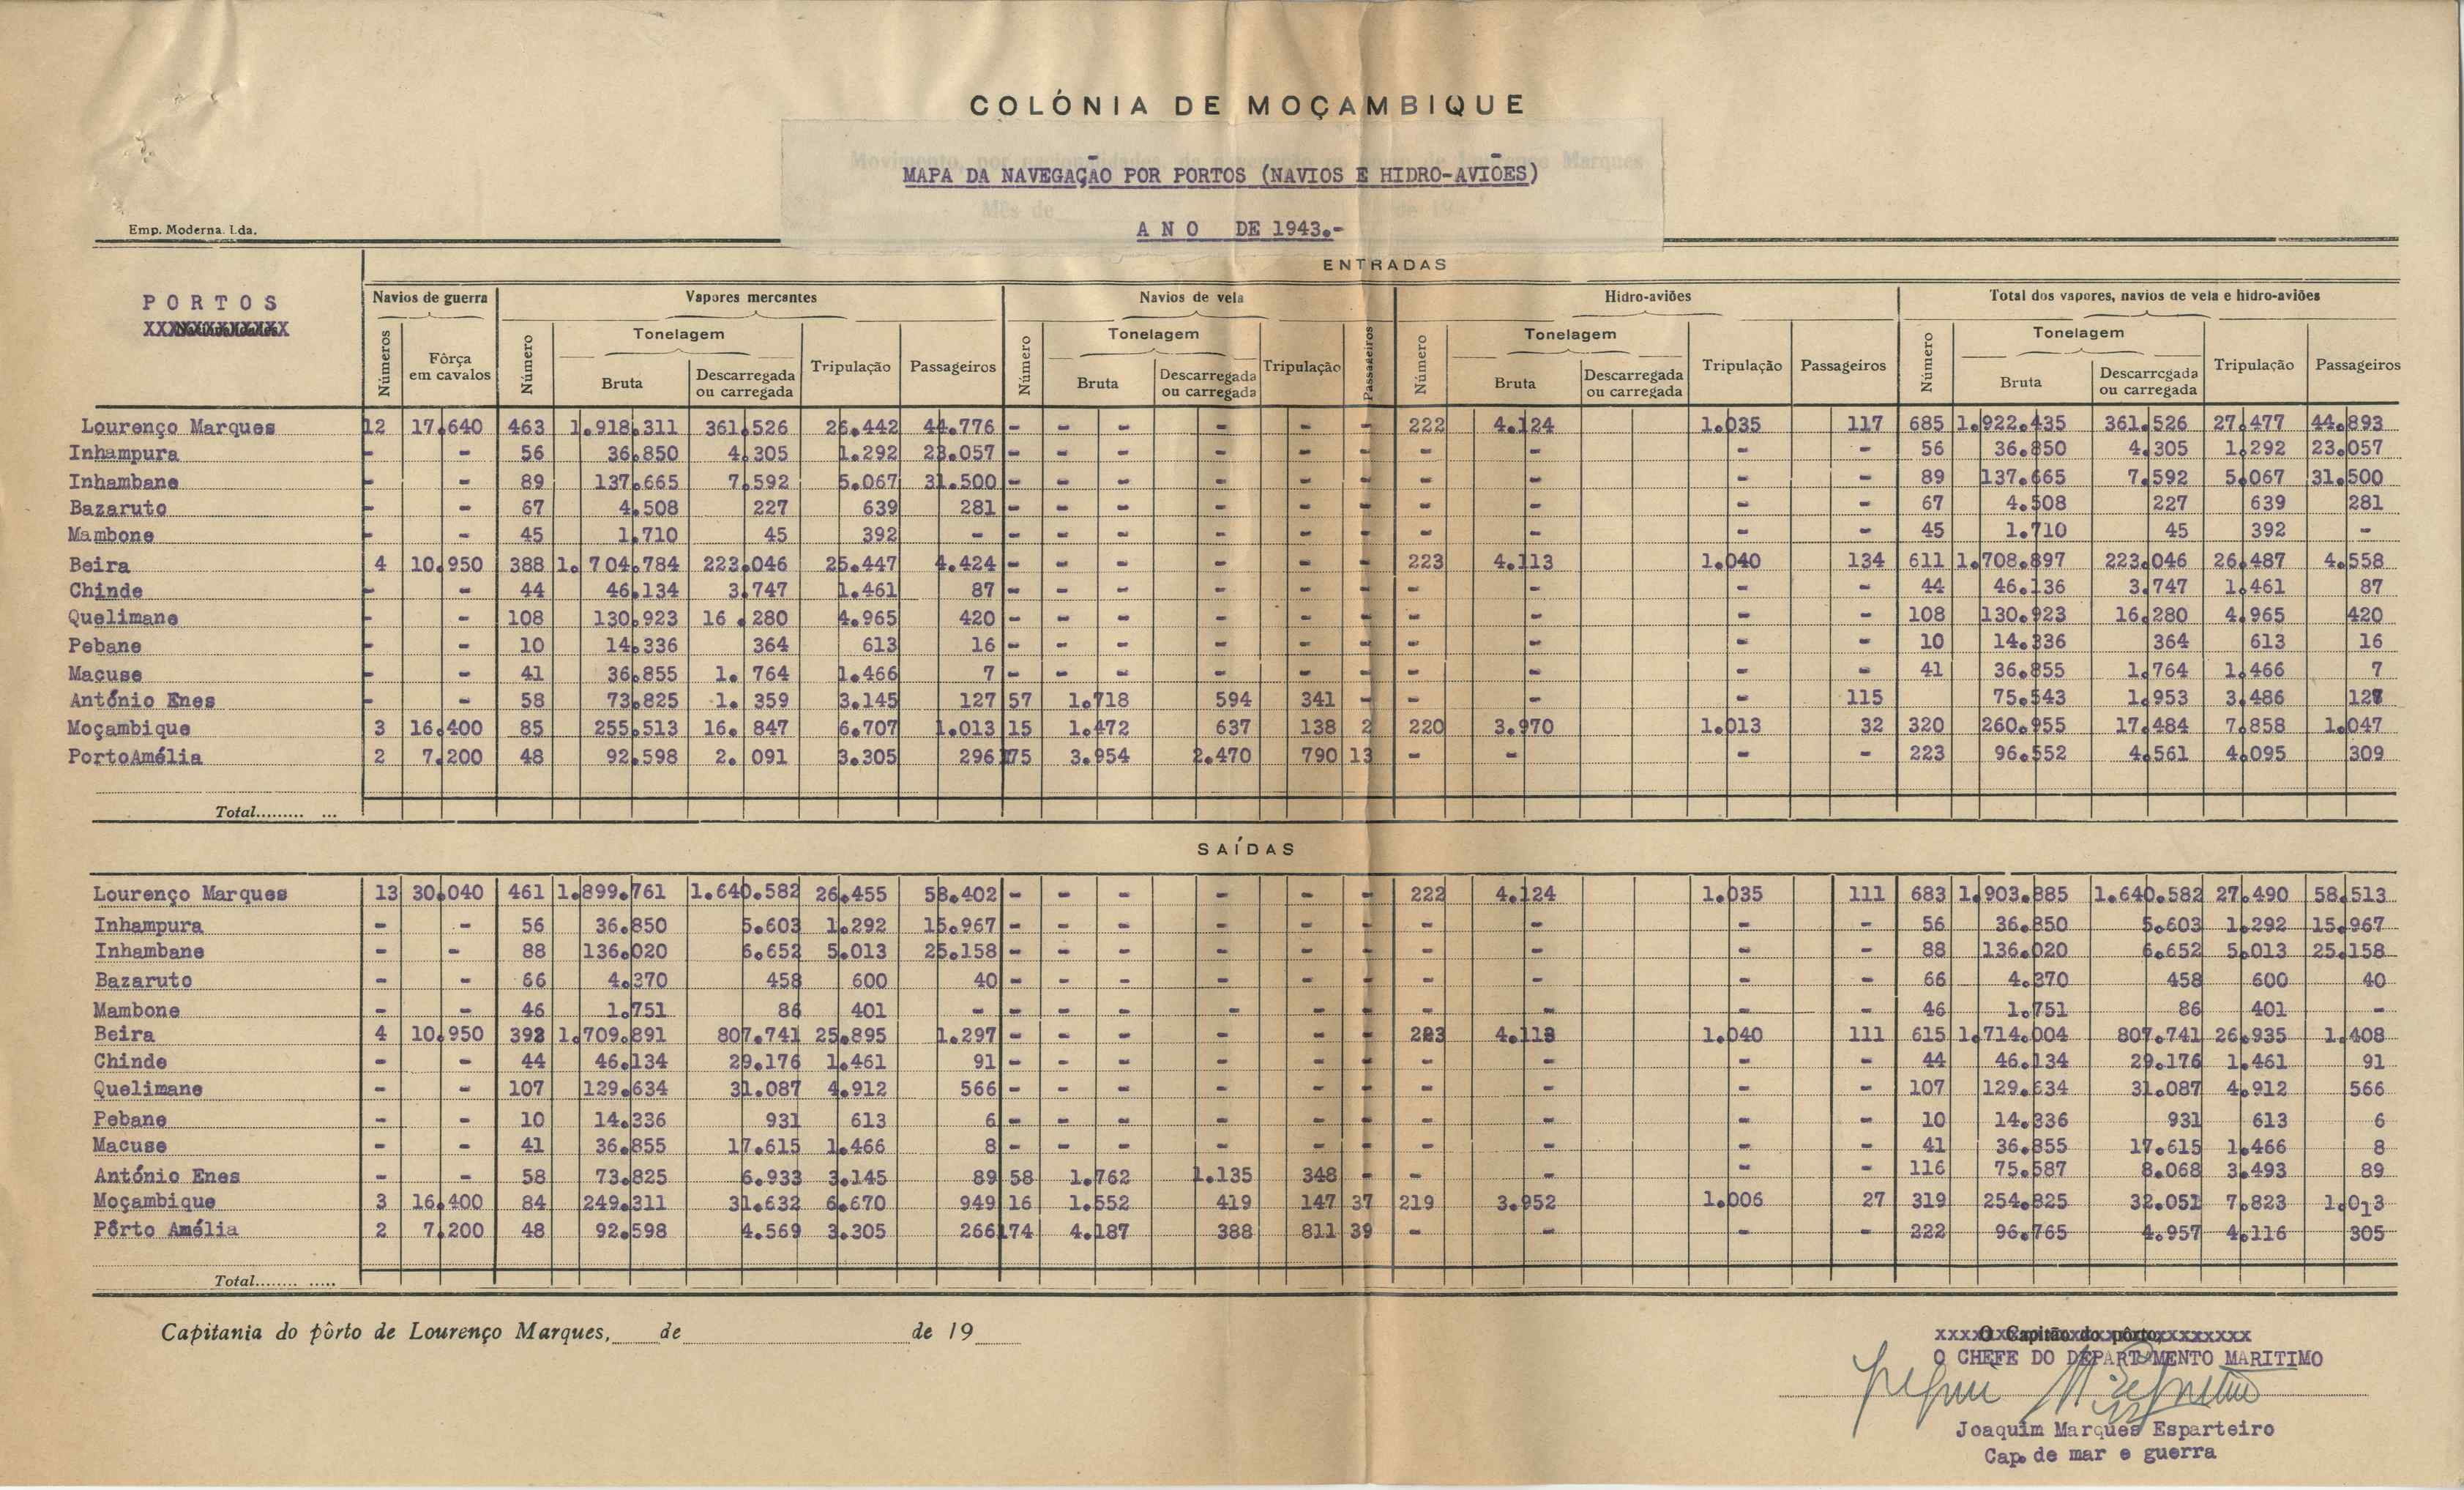 COLÓNIA DE MOÇAMBIQUE
MAPA DA NAVEGAÇÃO POR PORTOS (NAVIOS E HIDRO-AVIÕES)
A N O DE 1943.-
Emp. Moderna. Lda.
ENTRADAS
P O R T O S
Navios de guerra Vapores mercantes Navios de vela Hidro-aviões Total dos vapores, navios de vela e hidro-aviões
Números Fôrça em cavalos Número Tonelagem Bruta Descarregada ou carregada Tripulação Passageiros Número Tonelagem Bruta Descarregada ou carregada Tripulação Passageiros Número Tonelagem Bruta Descarregada ou carregada Tripulação Passageiros Número Tonelagem Bruta Descarregada ou carregada Tripulação Passageiros
Lourenço Marques 12 17.640 463 1.918.311 361.526 26.442 44.776 - - - - - - 222 4.124 1.035 117 685 1.922.435 361.526 27.477 44.893
Inhampura - - 56 36.850 4.305 1.292 23.057 - - - - - - - - - - 56 36.850 4.305 1.292 23.057
Inhambane - - 89 137.665 7.592 5.067 31.500 - - - - - - - - - - 89 137.665 7.592 5.067 31.500
Bazaruto - - 67 4.508 227 639 281 - - - - - - - - - - 67 4.508 227 639 281
Mambone - - 45 1.710 45 392 - - - - - - - - - - - 45 1.710 45 392 -
Beira 4 10.950 388 1.704.784 223.046 25.447 4.424 - - - - - - 223 4.113 1.040 134 611 1.708.897 223.046 26.487 4.558
Chinde - - 44 46.134 3.747 1.461 87 - - - - - - - - - - 44 46.136 3.747 1.461 87
Quelimane - - 108 130.923 16.280 4.965 420 - - - - - - - - - - 108 130.923 16.280 4.965 420
Pebane - - 10 14.336 364 613 16 - - - - - - - - - - 10 14.336 364 613 16
Macuse - - 41 36.855 1. 764 1.466 7 - - - - - - - - - - 41 36.855 1.764 1.466 7
António Enes - - 58 73.825 1. 359 3.145 127 57 1.718 594 341 - - - - 115 75.543 1.953 3.486 127
Moçambique 3 16.400 85 255.513 16. 847 6.707 1.013 15 1.472 637 138 2 220 3.970 1.013 32 320 260.955 17.484 7.858 1.047
PortoAmélia 2 7.200 48 92.598 2. 091 3.305 296 175 3.954 2.470 790 13 - - - - 223 96.552 4.561 4.095 309
Total......... ...
SAÍDAS
Lourenço Marques 13 30.040 461 1.899.761 1.640.582 26.455 58.402 - - - - - - 222 4.124 1.035 111 683 1.903.885 1.640.582 27.490 58.513
Inhampura - - 56 36.850 5.603 1.292 15.967 - - - - - - - - - - 56 36.850 5.603 1.292 15.967
Inhambane - - 88 136.020 6.652 5.013 25.158 - - - - - - - - - - 88 136.020 6.652 5.013 25.158
Bazaruto - - 66 4.370 458 600 40 - - - - - - - - - - 66 4.370 458 600 40
Mambone - - 46 1.751 86 401 - - - - - - - - - - - 46 1.751 86 401 -
Beira 4 10.950 392 1.709.891 807.741 25.895 1.297 - - - - - - 223 4.113 1.040 111 615 1.714.004 807.741 26.935 1.408
Chinde - - 44 46.134 29.176 1.461 91 - - - - - - - - - - 44 46.134 29.176 1.461 91
Quelimane - - 107 129.634 31.087 4.912 566 - - - - - - - - - - 107 129.634 31.087 4.912 566
Pebane - - 10 14.336 931 613 6 - - - - - - - - - - 10 14.336 931 613 6
Macuse - - 41 36.855 17.615 1.466 8 - - - - - - - - - - 41 36.855 17.615 1.466 8
António Enes - - 58 73.825 6.933 3.145 89 58 1.762 1.135 348 - - - - - 116 75.587 8.068 3.493 89
Moçambique 3 16.400 84 249.311 31.632 6.670 949 16 1.552 419 147 37 219 3.952 1.006 27 319 254.825 32.051 7.823 1.013
Pôrto Amélia 2 7.200 48 92.598 4.569 3.305 266 174 4.187 388 811 39 - - - - 222 96.765 4.957 4.116 305
Total........ .....
Capitania do pôrto de Lourenço Marques, de de 19
O Capitão do pôrto,
O CHEFE DO DEPARTAMENTO MARITIMO
Joaquim Marques Esparteiro
Cap. de mar e guerra